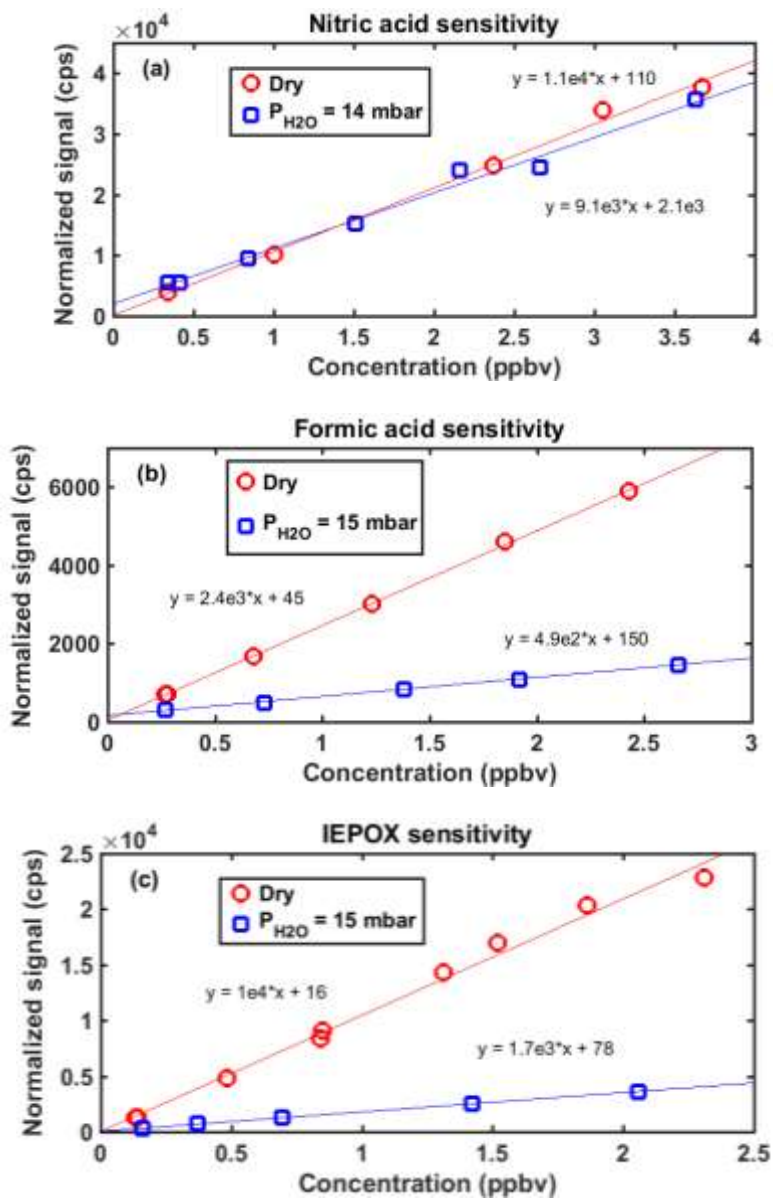 Nitric acid sensitivity
×10⁴
(a)
Dry
P_H2O = 14 mbar
y = 1.1e4*x + 110
y = 9.1e3*x + 2.1e3
4
3
2
1
0
Normalized signal (cps)
0 0.5 1 1.5 2 2.5 3 3.5 4
Concentration (ppbv)
Formic acid sensitivity
(b)
Dry
P_H2O = 15 mbar
y = 2.4e3*x + 45
y = 4.9e2*x + 150
6000
4000
2000
0
Normalized signal (cps)
0 0.5 1 1.5 2 2.5 3
Concentration (ppbv)
IEPOX sensitivity
×10⁴
(c)
Dry
P_H2O = 15 mbar
y = 1e4*x + 16
y = 1.7e3*x + 78
2.5
2
1.5
1
0.5
0
Normalized signal (cps)
0 0.5 1 1.5 2 2.5
Concentration (ppbv)